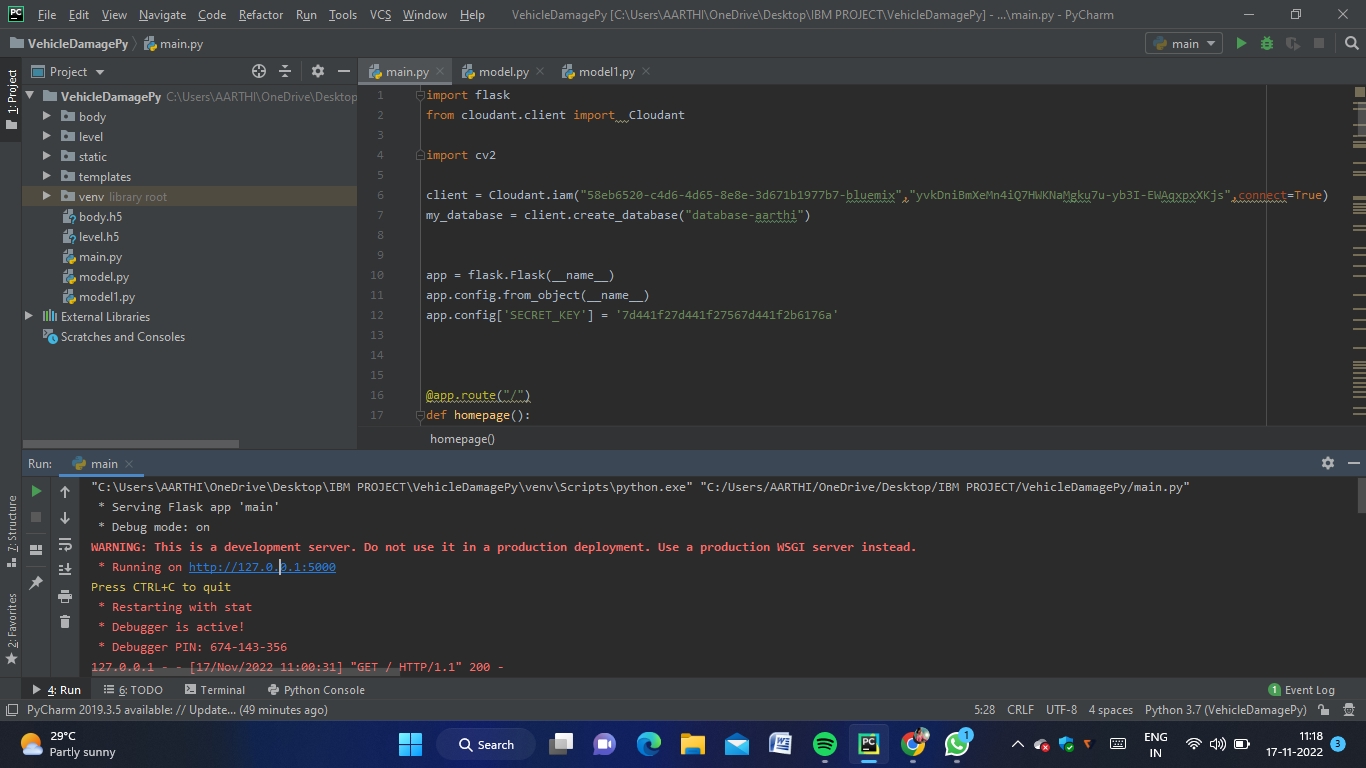 File Edit View Navigate Code Refactor Run Tools VCS Window Help VehicleDamagePy [C:\Users\AARTHI\OneDrive\Desktop\IBM PROJECT\VehicleDamagePy] - ...\main.py - PyCharm
VehicleDamagePy main.py main
1: Project
Project
VehicleDamagePy C:\Users\AARTHI\OneDrive\Desktop
body
level
static
templates
venv library root
body.h5
level.h5
main.py
model.py
model1.py
External Libraries
Scratches and Consoles
main.py model.py model1.py
1 import flask
2 from cloudant.client import Cloudant
3
4 import cv2
5
6 client = Cloudant.iam("58eb6520-c4d6-4d65-8e8e-3d671b1977b7-bluemix","yvkDniBmXeMn4iQ7HWKNaMgku7u-yb3I-EWAqxpxXKjs",connect=True)
7 my_database = client.create_database("database-aarthi")
8
9
10 app = flask.Flask(__name__)
11 app.config.from_object(__name__)
12 app.config['SECRET_KEY'] = '7d441f27d441f27567d441f2b6176a'
13
14
15
16 @app.route("/")
17 def homepage():
homepage()
Run: main
"C:\Users\AARTHI\OneDrive\Desktop\IBM PROJECT\VehicleDamagePy\venv\Scripts\python.exe" "C:/Users/AARTHI/OneDrive/Desktop/IBM PROJECT/VehicleDamagePy/main.py"
* Serving Flask app 'main'
* Debug mode: on
WARNING: This is a development server. Do not use it in a production deployment. Use a production WSGI server instead.
* Running on http://127.0.0.1:5000
Press CTRL+C to quit
* Restarting with stat
* Debugger is active!
* Debugger PIN: 674-143-356
127.0.0.1 - - [17/Nov/2022 11:00:31] "GET / HTTP/1.1" 200 -
7: Structure
2: Favorites
4: Run 6: TODO Terminal Python Console 1 Event Log
PyCharm 2019.3.5 available: // Update... (49 minutes ago) 5:28 CRLF UTF-8 4 spaces Python 3.7 (VehicleDamagePy)
29°C
Partly sunny
Search
1
ENG
IN
11:18
17-11-2022
3